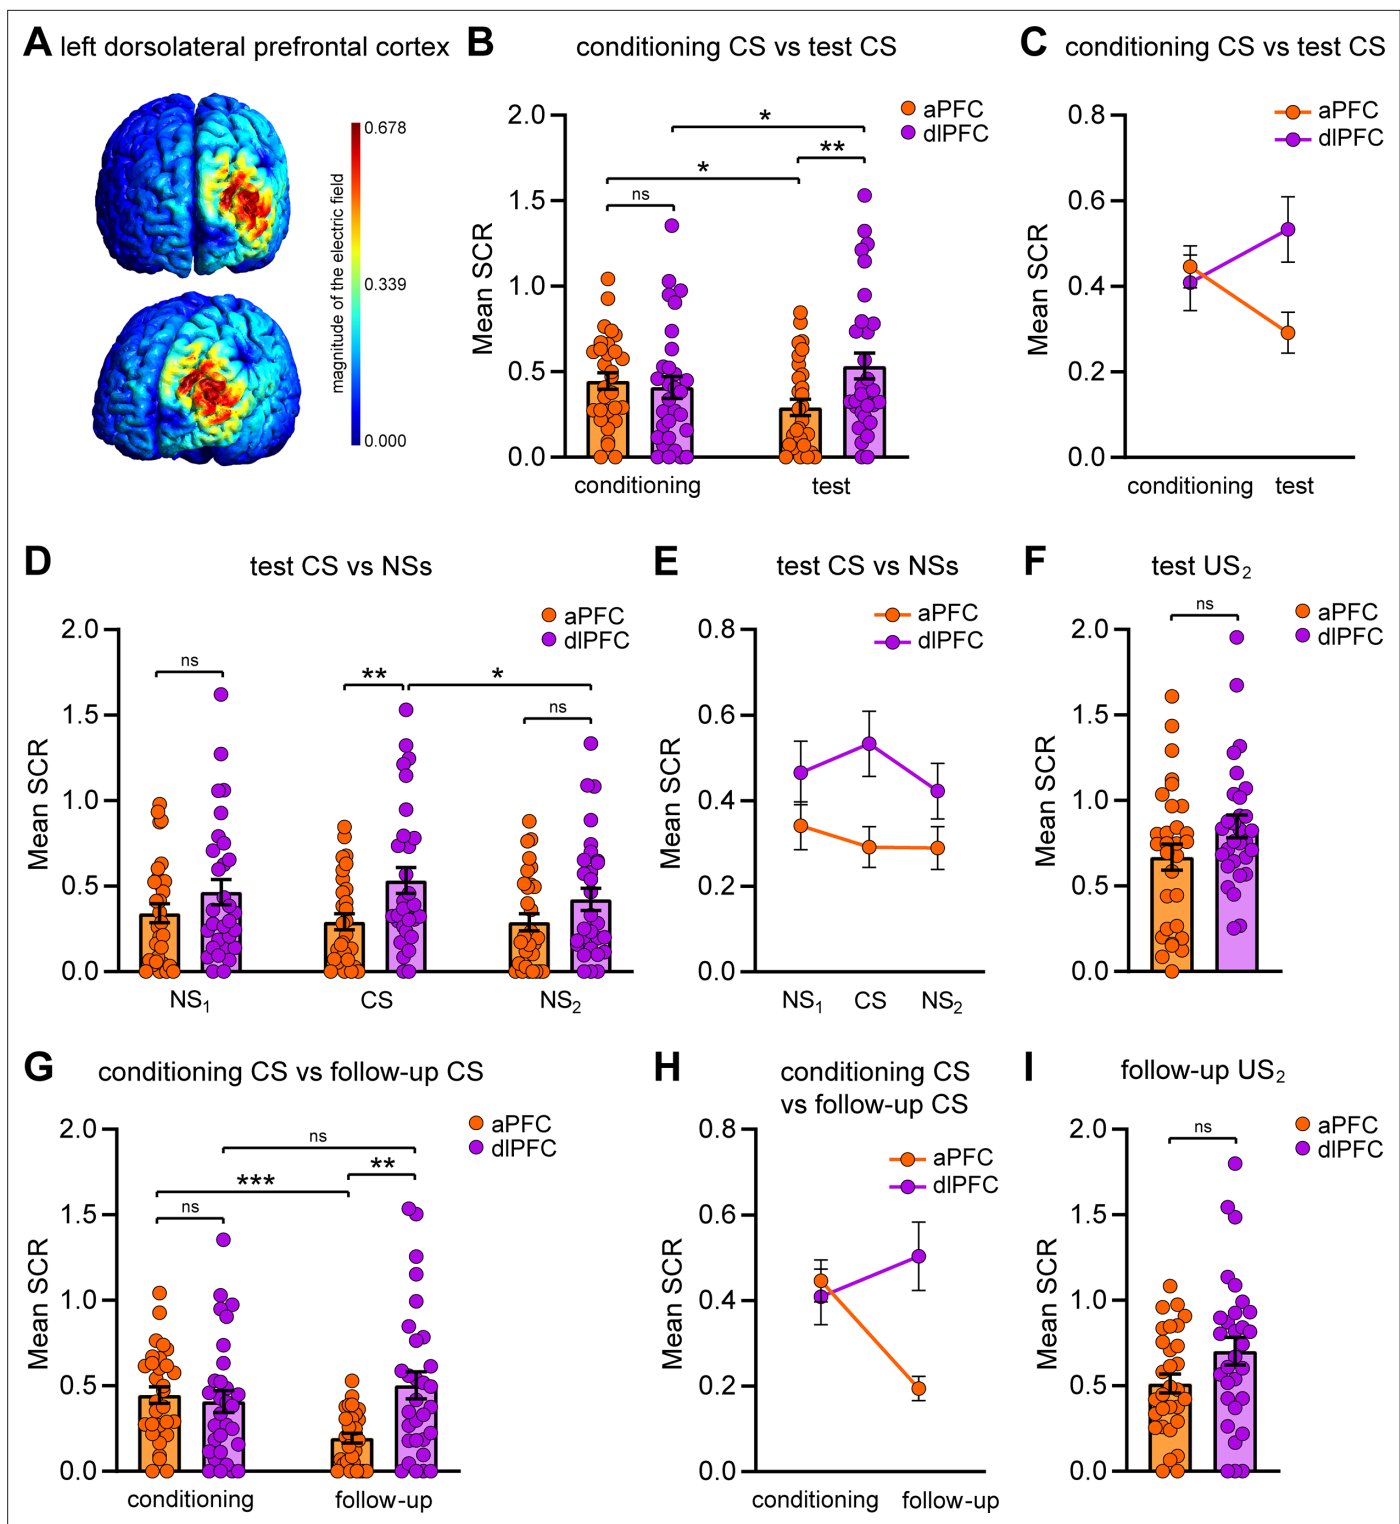 A left dorsolateral prefrontal cortex
0.678
0.339
0.000
magnitude of the electric field
B conditioning CS vs test CS
aPFC
dlPFC
Mean SCR
2.0
1.5
1.0
0.5
0.0
*
**
*
ns
conditioning test
C conditioning CS vs test CS
aPFC
dlPFC
Mean SCR
0.8
0.6
0.4
0.2
0.0
conditioning test
D test CS vs NSs
aPFC
dlPFC
Mean SCR
2.0
1.5
1.0
0.5
0.0
ns
**
*
ns
NS₁ CS NS₂
E test CS vs NSs
aPFC
dlPFC
Mean SCR
0.8
0.6
0.4
0.2
0.0
NS₁ CS NS₂
F test US₂
aPFC
dlPFC
Mean SCR
2.0
1.5
1.0
0.5
0.0
ns
G conditioning CS vs follow-up CS
aPFC
dlPFC
Mean SCR
2.0
1.5
1.0
0.5
0.0
ns
**
***
ns
conditioning follow-up
H conditioning CS
vs follow-up CS
aPFC
dlPFC
Mean SCR
0.8
0.6
0.4
0.2
0.0
conditioning follow-up
I follow-up US₂
aPFC
dlPFC
Mean SCR
2.0
1.5
1.0
0.5
0.0
ns